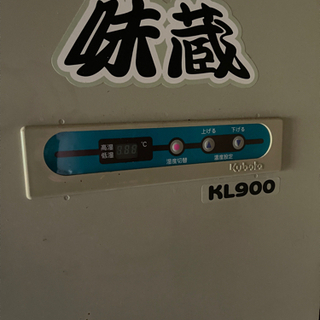 味蔵
高湿
低湿
℃
上げる 下げる
湿度切替 温度設定
Kubota
KL900